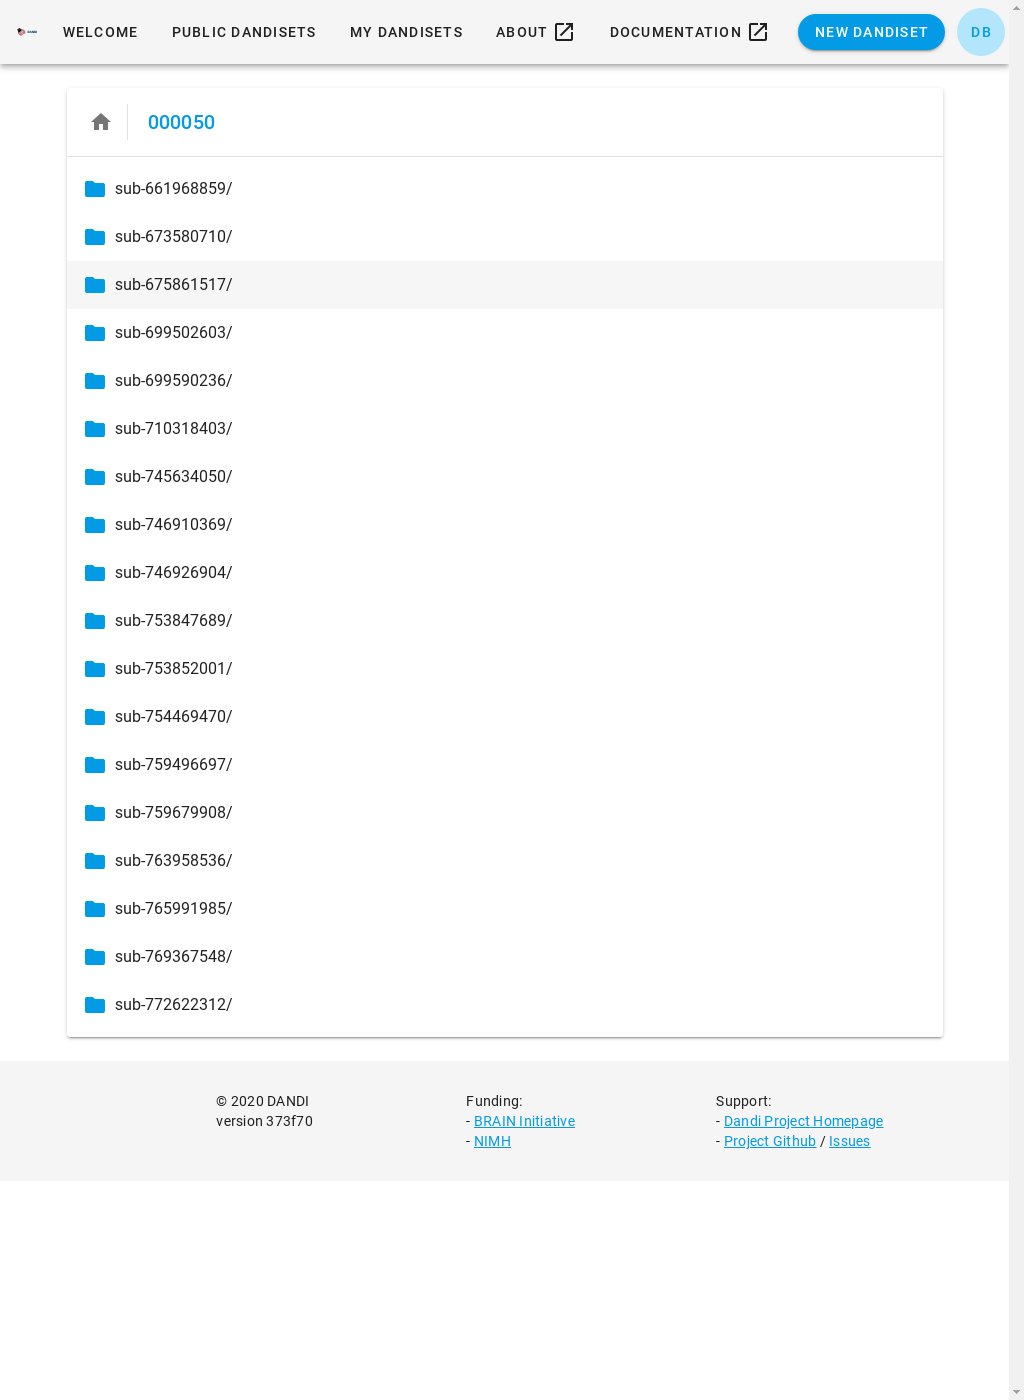 WELCOME PUBLIC DANDISETS MY DANDISETS ABOUT DOCUMENTATION NEW DANDISET DB
000050
sub-661968859/
sub-673580710/
sub-675861517/
sub-699502603/
sub-699590236/
sub-710318403/
sub-745634050/
sub-746910369/
sub-746926904/
sub-753847689/
sub-753852001/
sub-754469470/
sub-759496697/
sub-759679908/
sub-763958536/
sub-765991985/
sub-769367548/
sub-772622312/
© 2020 DANDI
version 373f70
Funding:
- BRAIN Initiative
- NIMH
Support:
- Dandi Project Homepage
- Project Github / Issues